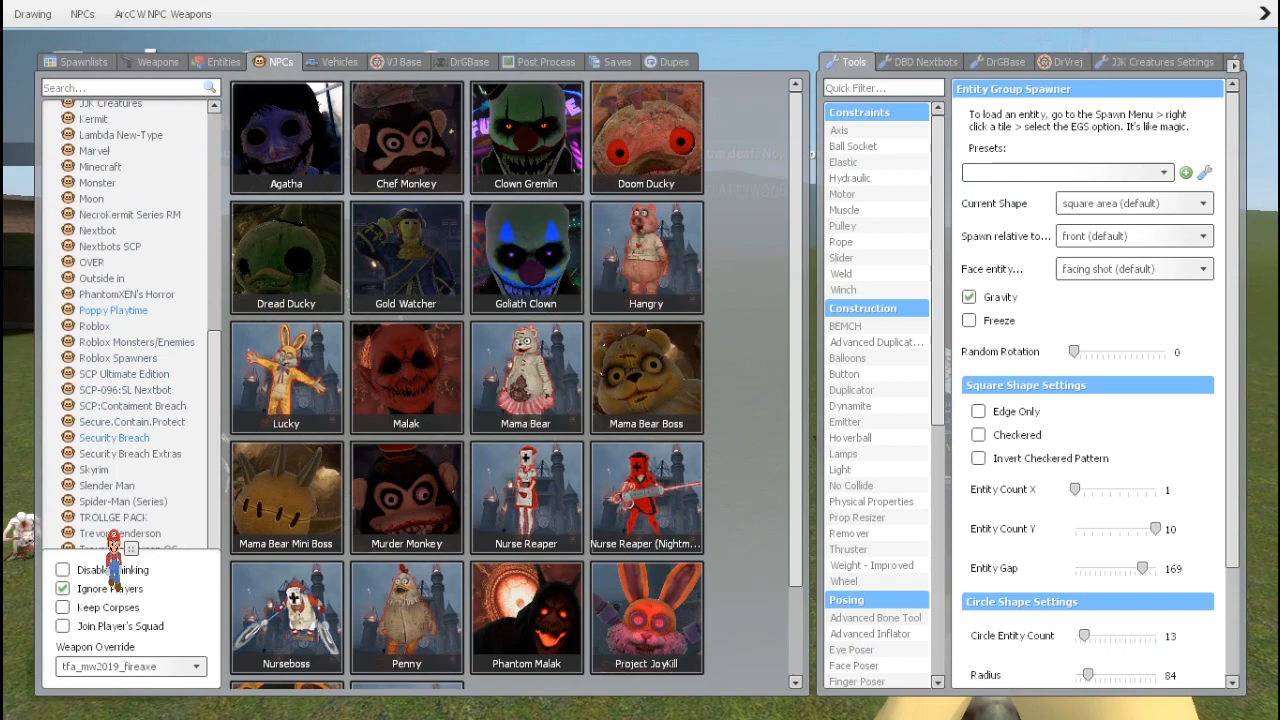 Drawing NPCs ArcCW NPC Weapons
Spawnlists Weapons Entities NPCs Vehicles VJ Base DrGBase Post Process Saves Dupes
Search...
JJK Creatures
Kermit
Lambda New-Type
Marvel
Minecraft
Monster
Moon
NecroKermit Series RM
Nextbot
Nextbots SCP
OVER
Outside in
PhantomXEN's Horror
Poppy Playtime
Roblox
Roblox Monsters/Enemies
Roblox Spawners
SCP Ultimate Edition
SCP-096:SL Nextbot
SCP:Contaiment Breach
Secure.Contain.Protect
Security Breach
Security Breach Extras
Skyrim
Slender Man
Spider-Man (Series)
TROLLGE PACK
Ignore Players
Keep Corpses
Join Player's Squad
Weapon Override
tfa_mw2019_fireaxe
Agatha Chef Monkey Clown Gremlin Doom Ducky
Dread Ducky Gold Watcher Goliath Clown Hangry
Lucky Malak Mama Bear Mama Bear Boss
Mama Bear Mini Boss Murder Monkey Nurse Reaper Nurse Reaper (Nightm...
Nurseboss Penny Phantom Malak Project JoyKill
Tools DBD Nextbots DrGBase DrVrej JJK Creatures Settings
Quick Filter...
Constraints
Axis
Ball Socket
Elastic
Hydraulic
Motor
Muscle
Pulley
Rope
Slider
Weld
Winch
Construction
BEMCH
Advanced Duplicat...
Balloons
Button
Duplicator
Dynamite
Emitter
Hoverball
Lamps
Light
No Collide
Physical Properties
Prop Resizer
Remover
Thruster
Weight - Improved
Wheel
Posing
Advanced Bone Tool
Advanced Inflator
Eye Poser
Face Poser
Finger Poser
Entity Group Spawner
To load an entity, go to the Spawn Menu > right
click a tile > select the EGS option. It's like magic.
Presets:
Current Shape square area (default)
Spawn relative to... front (default)
Face entity... facing shot (default)
Gravity
Freeze
Random Rotation 0
Square Shape Settings
Edge Only
Checkered
Invert Checkered Pattern
Entity Count X 1
Entity Count Y 10
Entity Gap 169
Circle Shape Settings
Circle Entity Count 13
Radius 84